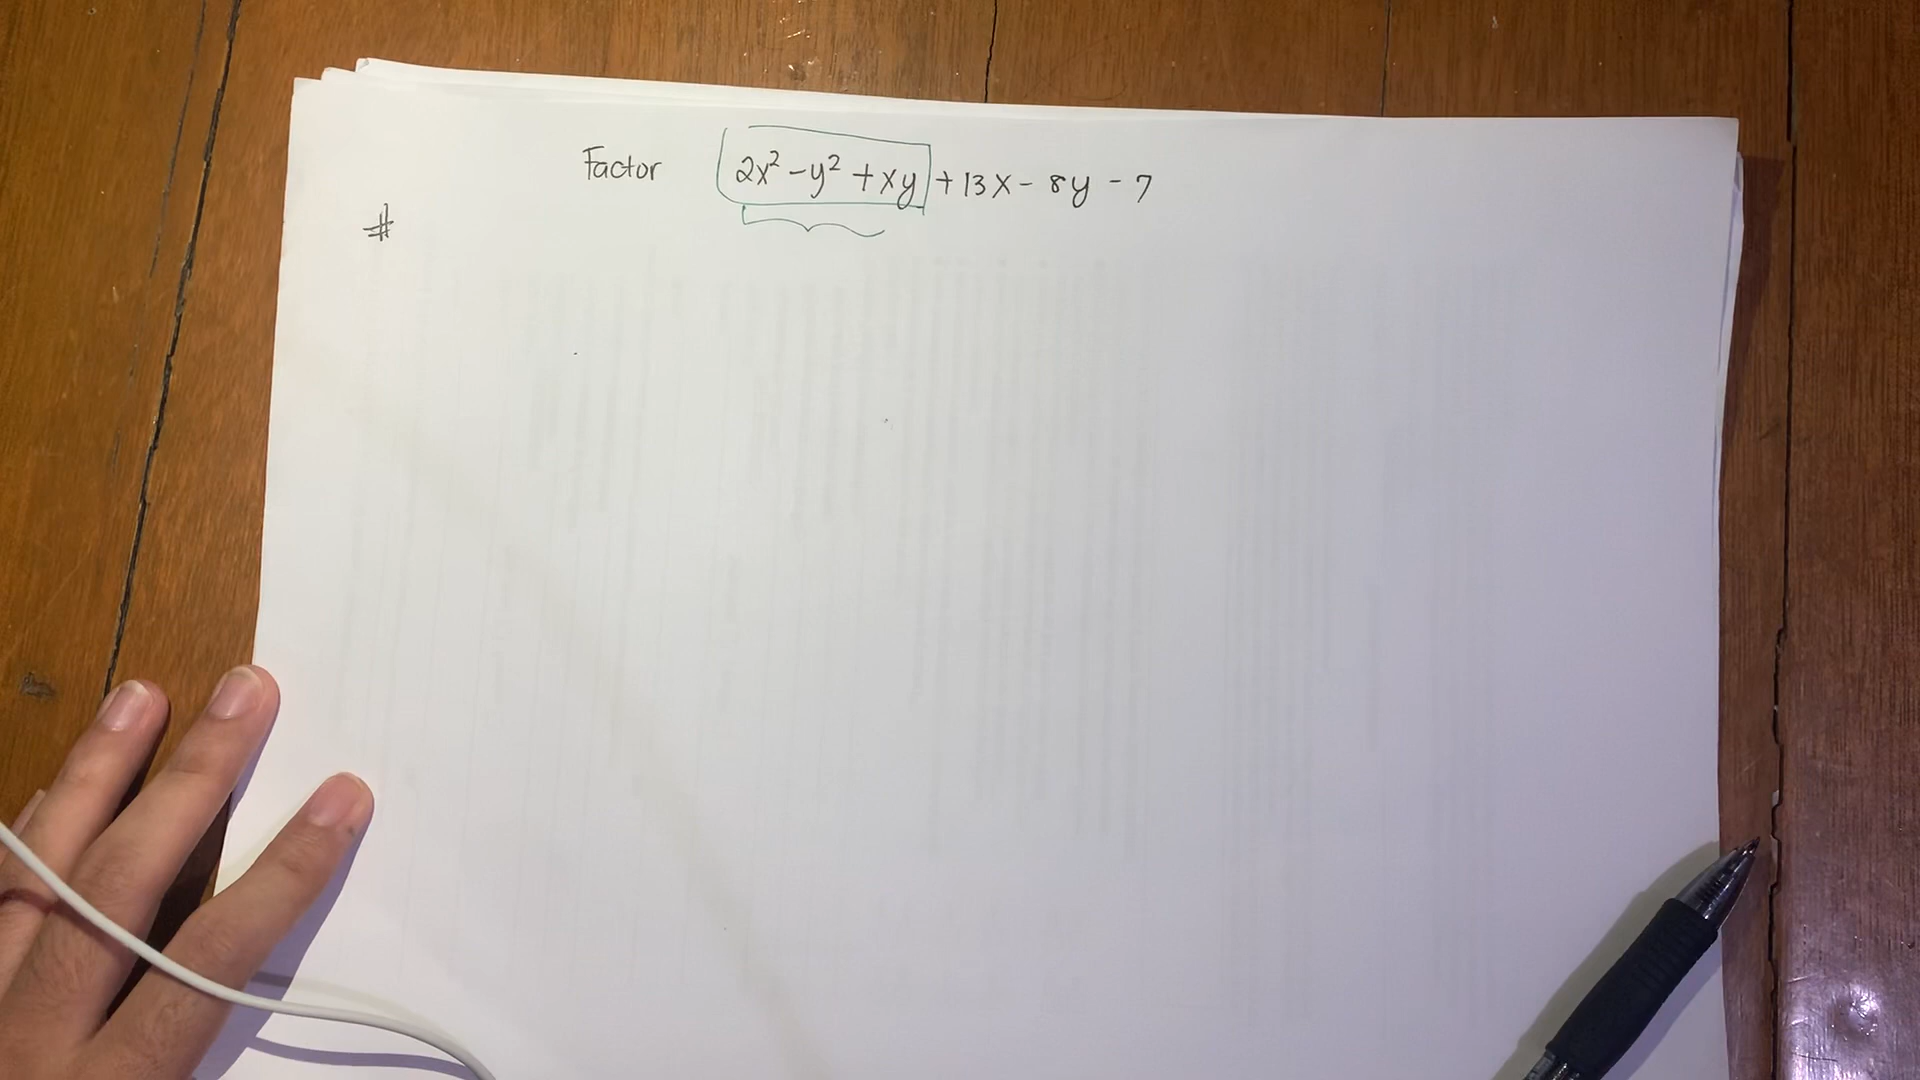 Factor 2x² - y² + xy + 13x - 8y - 7
#